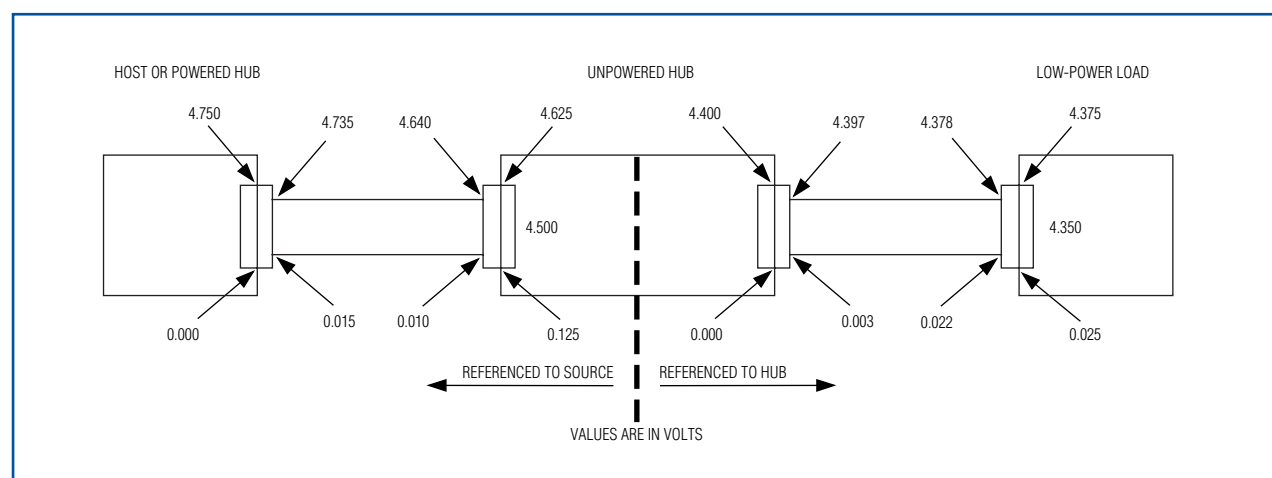 HOST OR POWERED HUB UNPOWERED HUB LOW-POWER LOAD
4.750 4.735 4.640 4.625 4.400 4.397 4.378 4.375
4.500 4.350
0.000 0.015 0.010 0.125 0.000 0.003 0.022 0.025
REFERENCED TO SOURCE REFERENCED TO HUB
VALUES ARE IN VOLTS